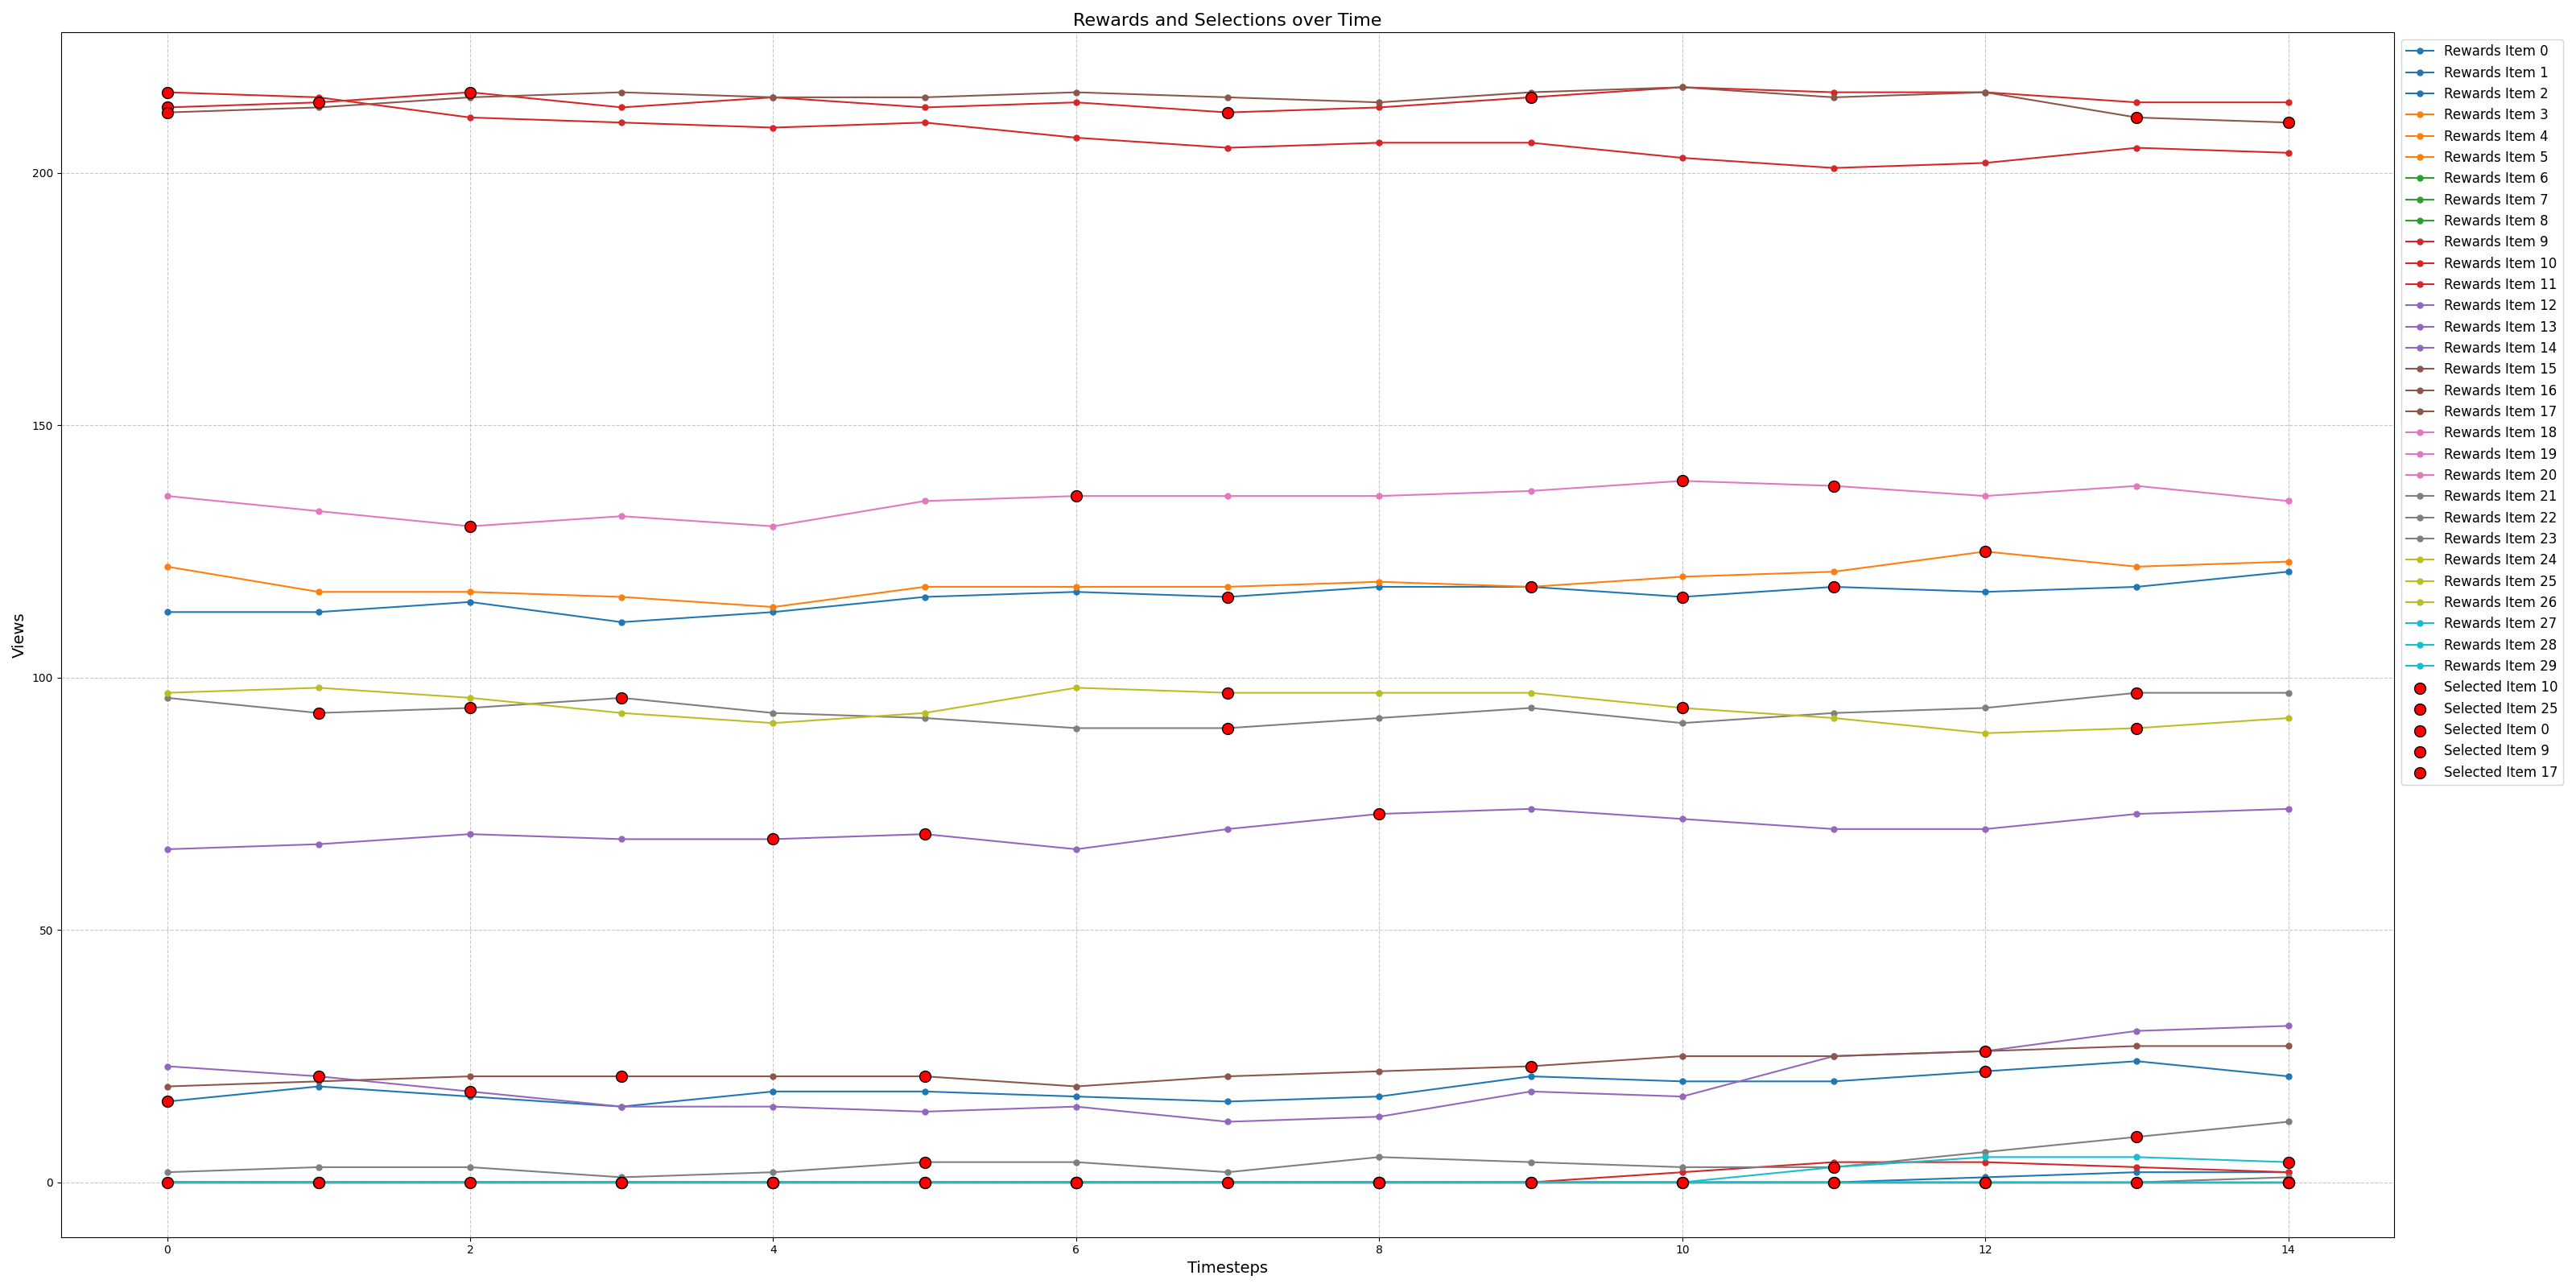 Rewards and Selections over Time
Views
200
150
100
50
0
0 2 4 6 8 10 12 14
Timesteps
Rewards Item 0
Rewards Item 1
Rewards Item 2
Rewards Item 3
Rewards Item 4
Rewards Item 5
Rewards Item 6
Rewards Item 7
Rewards Item 8
Rewards Item 9
Rewards Item 10
Rewards Item 11
Rewards Item 12
Rewards Item 13
Rewards Item 14
Rewards Item 15
Rewards Item 16
Rewards Item 17
Rewards Item 18
Rewards Item 19
Rewards Item 20
Rewards Item 21
Rewards Item 22
Rewards Item 23
Rewards Item 24
Rewards Item 25
Rewards Item 26
Rewards Item 27
Rewards Item 28
Rewards Item 29
Selected Item 10
Selected Item 25
Selected Item 0
Selected Item 9
Selected Item 17